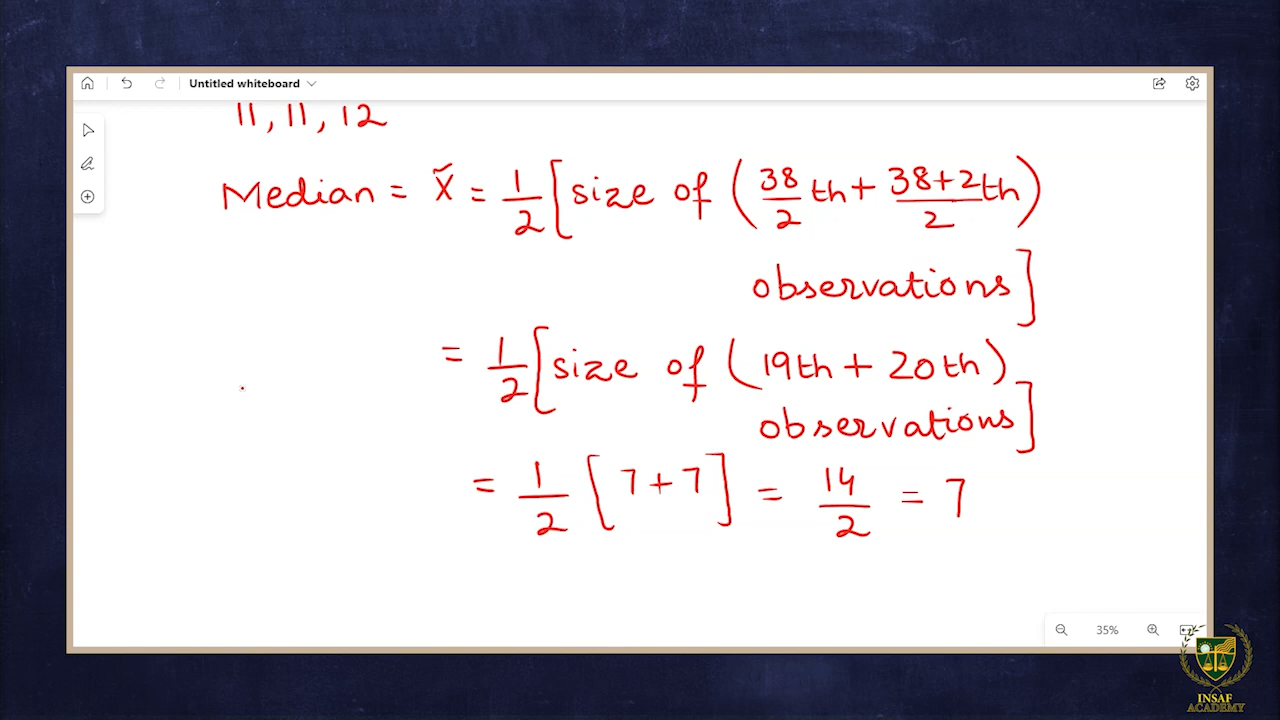 Untitled whiteboard
11, 11, 12
Median = x̃ = 1/2 [size of (38/2 th + 38+2/2 th)
observations]
= 1/2 [size of (19th + 20th)
observations]
= 1/2 [7+7] = 14/2 = 7
35%
INSAF
ACADEMY